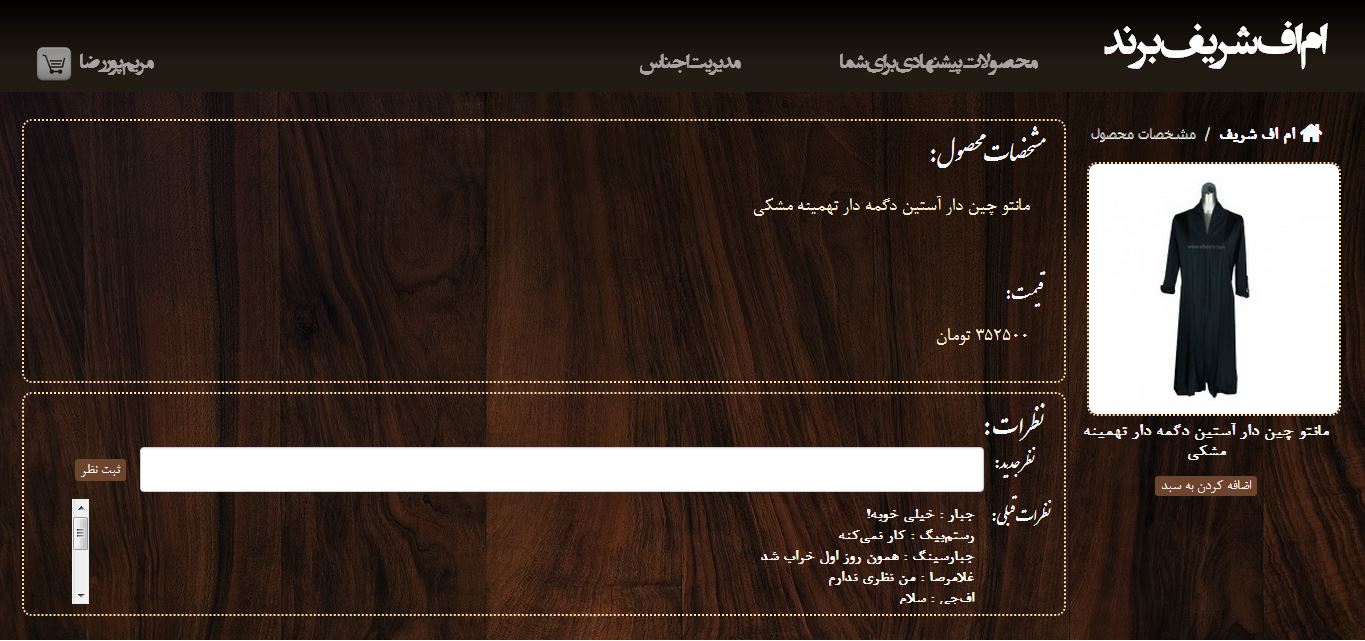 ام‌اف‌شریف‌برند
محصولات پیشنهادی برای شما
مدیریت اجناس
مریم پوررضا
ام اف شریف / مشخصات محصول
مانتو چین دار آستین دگمه دار تهمینه
مشکی
اضافه کردن به سبد
مشخصات محصول:
مانتو چین دار آستین دگمه دار تهمینه مشکی
قیمت:
۳۵۲۵۰۰ تومان
نظرات:
نظر جدید:
ثبت نظر
نظرات قبلی:
جبار : خیلی خوبه!
رستم‌بیگ : کار نمی‌کنه
جبارسینگ : همون روز اول خراب شد
غلامرضا : من نظری ندارم
اف‌جی : سلام